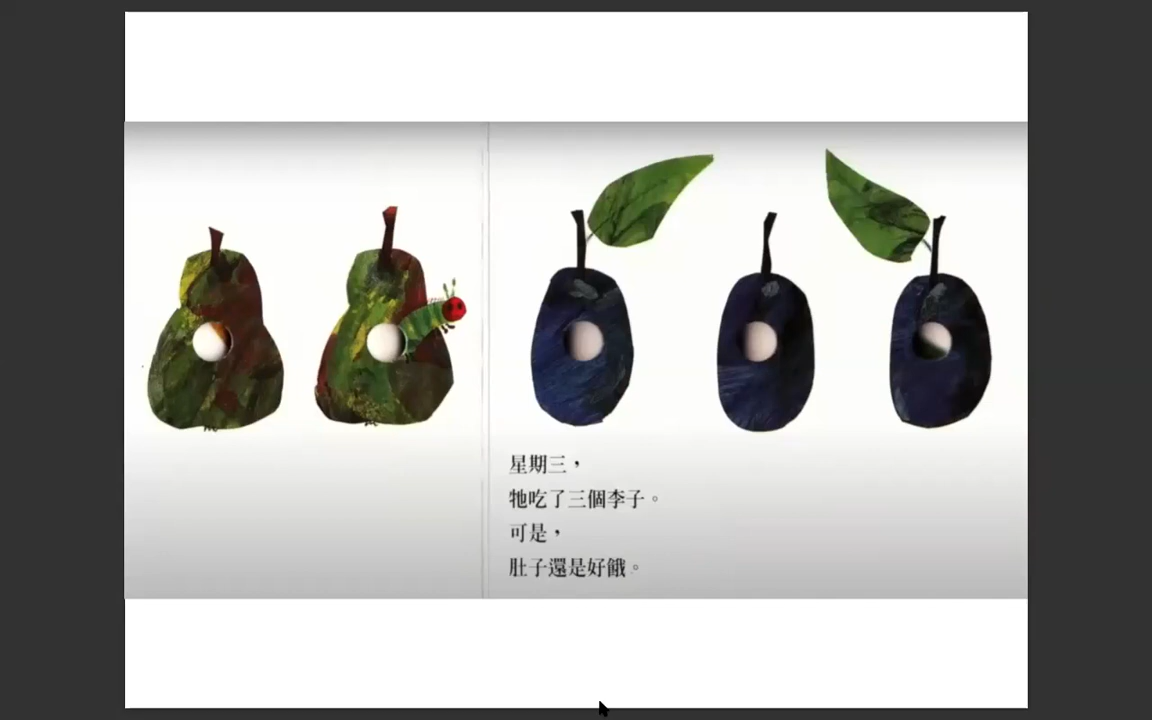 星期三，
牠吃了三個李子。
可是，
肚子還是好餓。